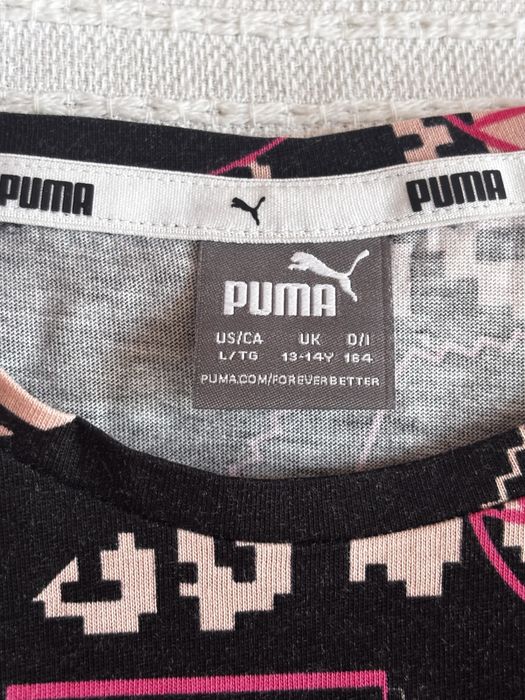 PUMA PUMA
PUMA
US/CA UK D/I
L/TG 13-14Y 164
PUMA.COM/FOREVERBETTER